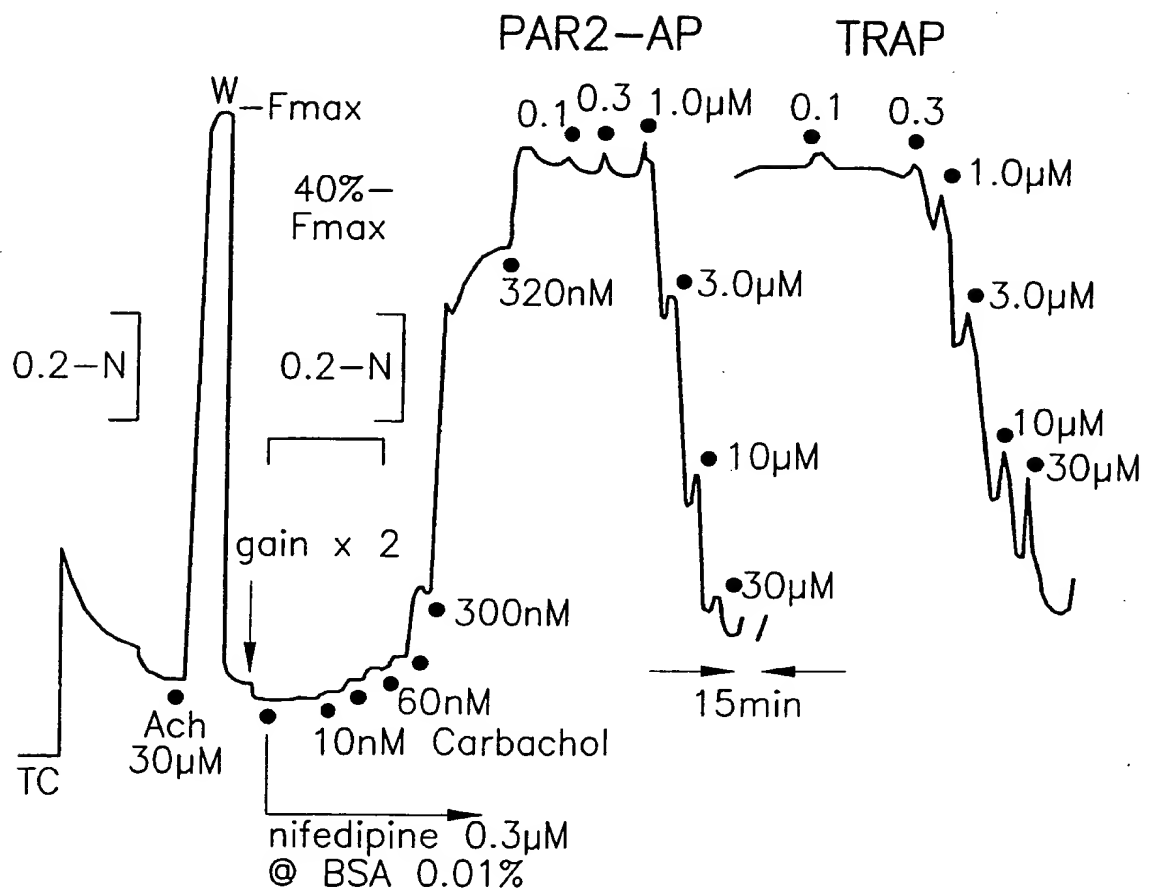 PAR2-AP
TRAP
W
-Fmax
0.1
0.3
1.0μM
0.1
0.3
1.0μM
40%-
Fmax
320nM
3.0μM
3.0μM
0.2-N
0.2-N
10μM
10μM
30μM
gain x 2
30μM
300nM
60nM
15min
Ach
30μM
10nM Carbachol
TC
nifedipine 0.3μM
@ BSA 0.01%